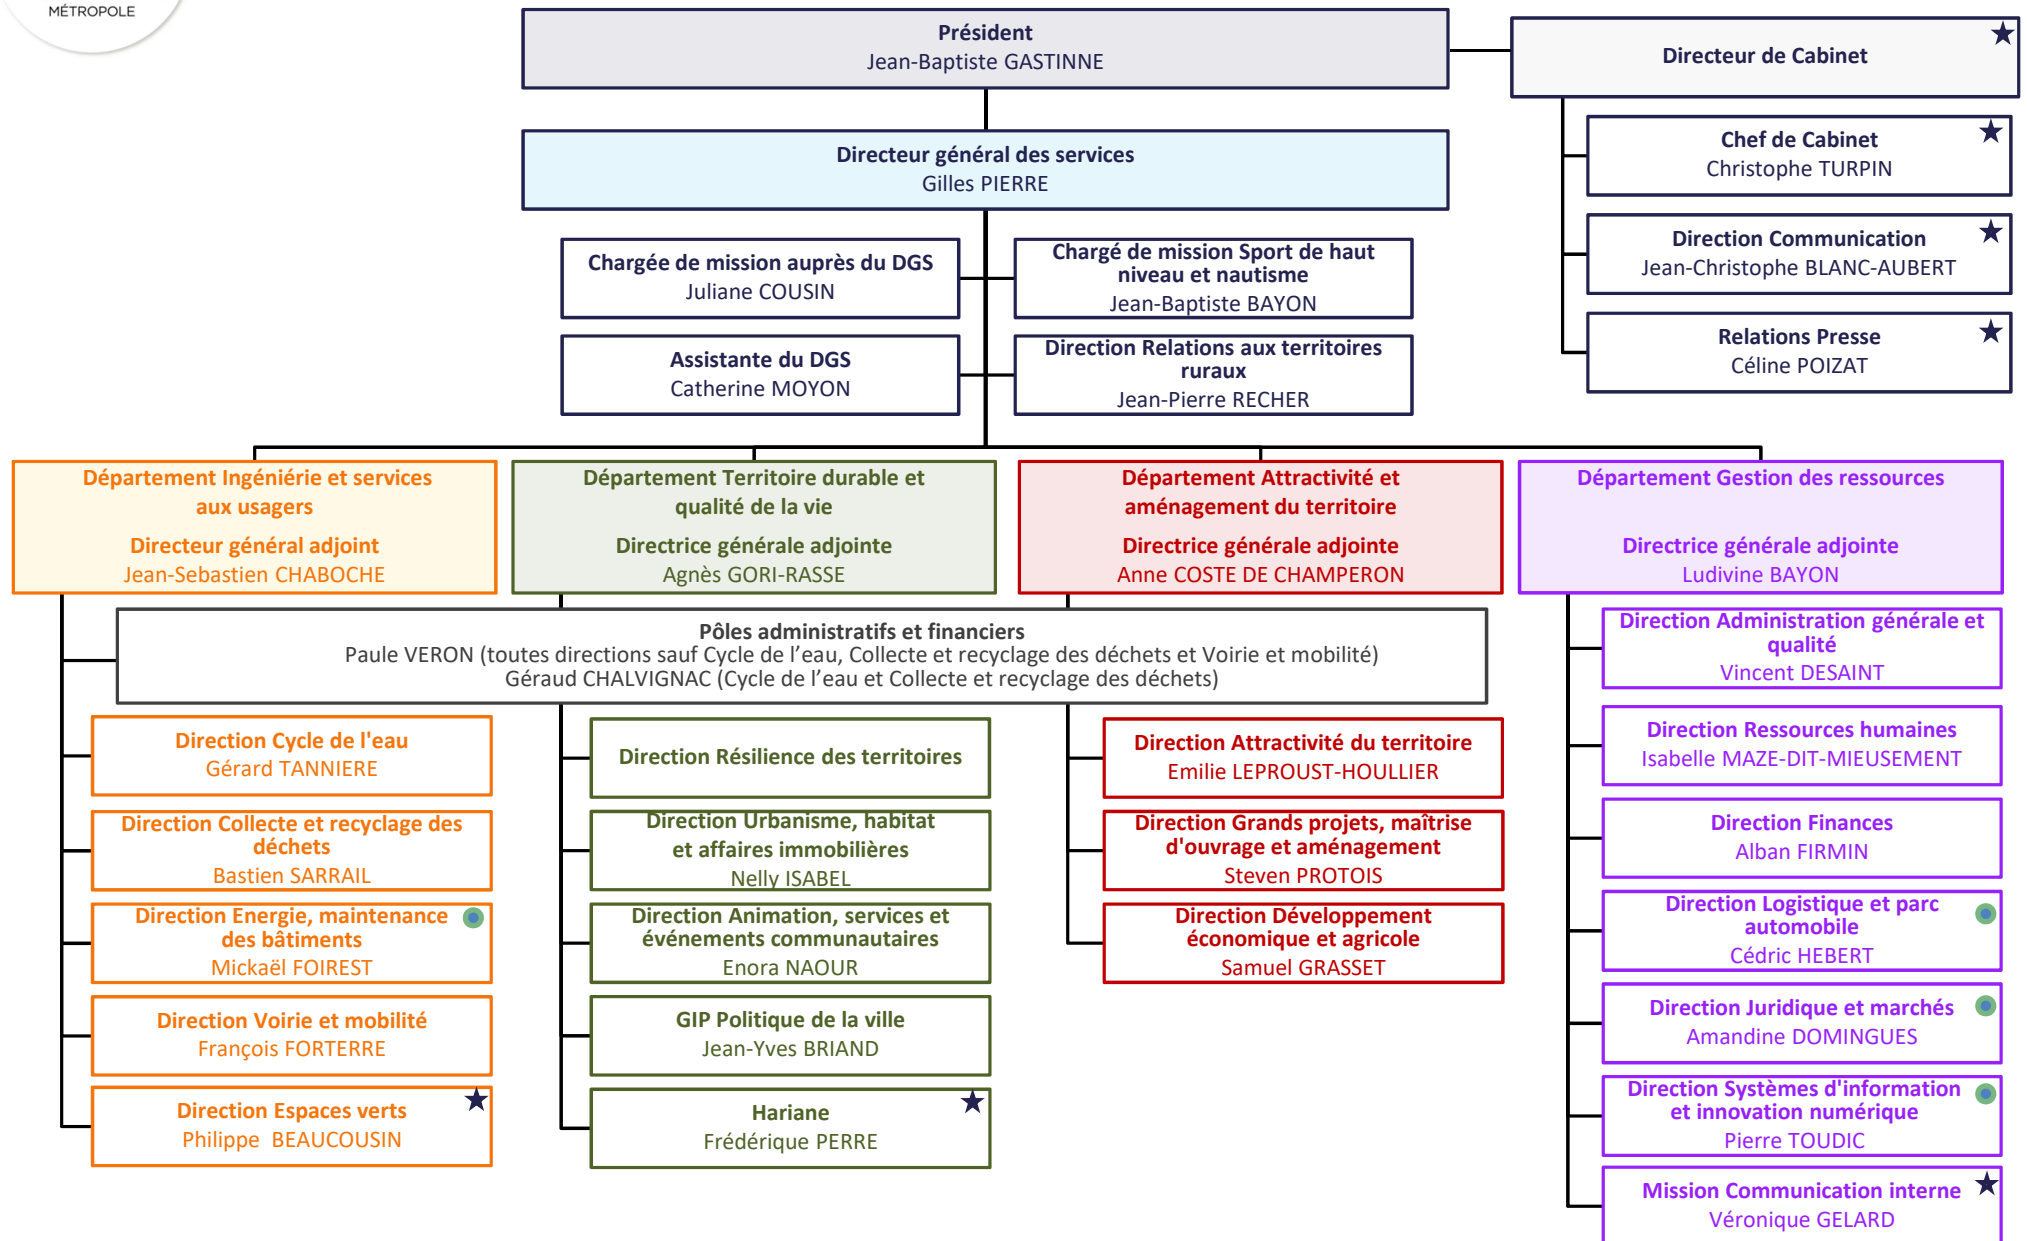 MÉTROPOLE
Président
Jean-Baptiste GASTINNE
Directeur de Cabinet
Directeur général des services
Gilles PIERRE
Chef de Cabinet
Christophe TURPIN
Direction Communication
Jean-Christophe BLANC-AUBERT
Relations Presse
Céline POIZAT
Chargée de mission auprès du DGS
Juliane COUSIN
Chargé de mission Sport de haut
niveau et nautisme
Jean-Baptiste BAYON
Assistante du DGS
Catherine MOYON
Direction Relations aux territoires
ruraux
Jean-Pierre RECHER
Département Ingéniérie et services
aux usagers
Directeur général adjoint
Jean-Sebastien CHABOCHE
Département Territoire durable et
qualité de la vie
Directrice générale adjointe
Agnès GORI-RASSE
Département Attractivité et
aménagement du territoire
Directrice générale adjointe
Anne COSTE DE CHAMPERON
Département Gestion des ressources
Directrice générale adjointe
Ludivine BAYON
Pôles administratifs et financiers
Paule VERON (toutes directions sauf Cycle de l’eau, Collecte et recyclage des déchets et Voirie et mobilité)
Géraud CHALVIGNAC (Cycle de l’eau et Collecte et recyclage des déchets)
Direction Cycle de l'eau
Gérard TANNIERE
Direction Collecte et recyclage des
déchets
Bastien SARRAIL
Direction Energie, maintenance
des bâtiments
Mickaël FOIREST
Direction Voirie et mobilité
François FORTERRE
Direction Espaces verts
Philippe  BEAUCOUSIN
Direction Résilience des territoires
Direction Urbanisme, habitat
et affaires immobilières
Nelly ISABEL
Direction Animation, services et
événements communautaires
Enora NAOUR
GIP Politique de la ville
Jean-Yves BRIAND
Hariane
Frédérique PERRE
Direction Attractivité du territoire
Emilie LEPROUST-HOULLIER
Direction Grands projets, maîtrise
d'ouvrage et aménagement
Steven PROTOIS
Direction Développement
économique et agricole
Samuel GRASSET
Direction Administration générale et
qualité
Vincent DESAINT
Direction Ressources humaines
Isabelle MAZE-DIT-MIEUSEMENT
Direction Finances
Alban FIRMIN
Direction Logistique et parc
automobile
Cédric HEBERT
Direction Juridique et marchés
Amandine DOMINGUES
Direction Systèmes d'information
et innovation numérique
Pierre TOUDIC
Mission Communication interne
Véronique GELARD